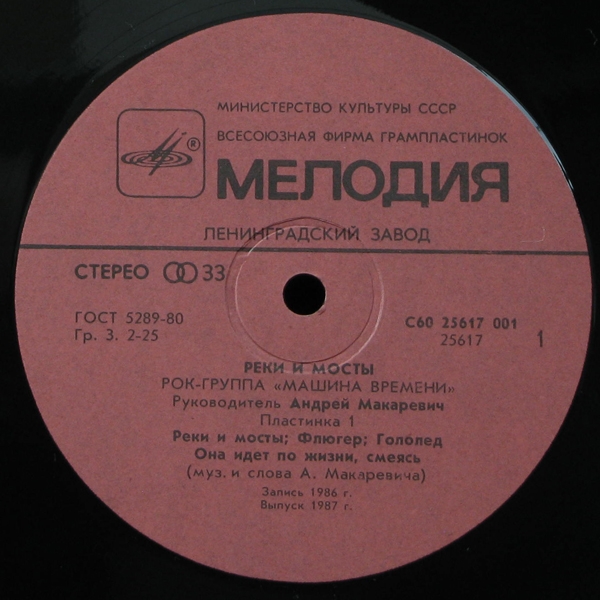 МИНИСТЕРСТВО КУЛЬТУРЫ СССР
ВСЕСОЮЗНАЯ ФИРМА ГРАМПЛАСТИНОК
®
МЕЛОДИЯ
ЛЕНИНГРАДСКИЙ ЗАВОД
СТЕРЕО 33
ГОСТ 5289-80
Гр. 3. 2-25
С60 25617 001
25617 1
РЕКИ И МОСТЫ
РОК-ГРУППА «МАШИНА ВРЕМЕНИ»
Руководитель Андрей Макаревич
Пластинка 1
Реки и мосты; Флюгер; Гололед
Она идет по жизни, смеясь
(муз. и слова А. Макаревича)
Запись 1986 г.
Выпуск 1987 г.